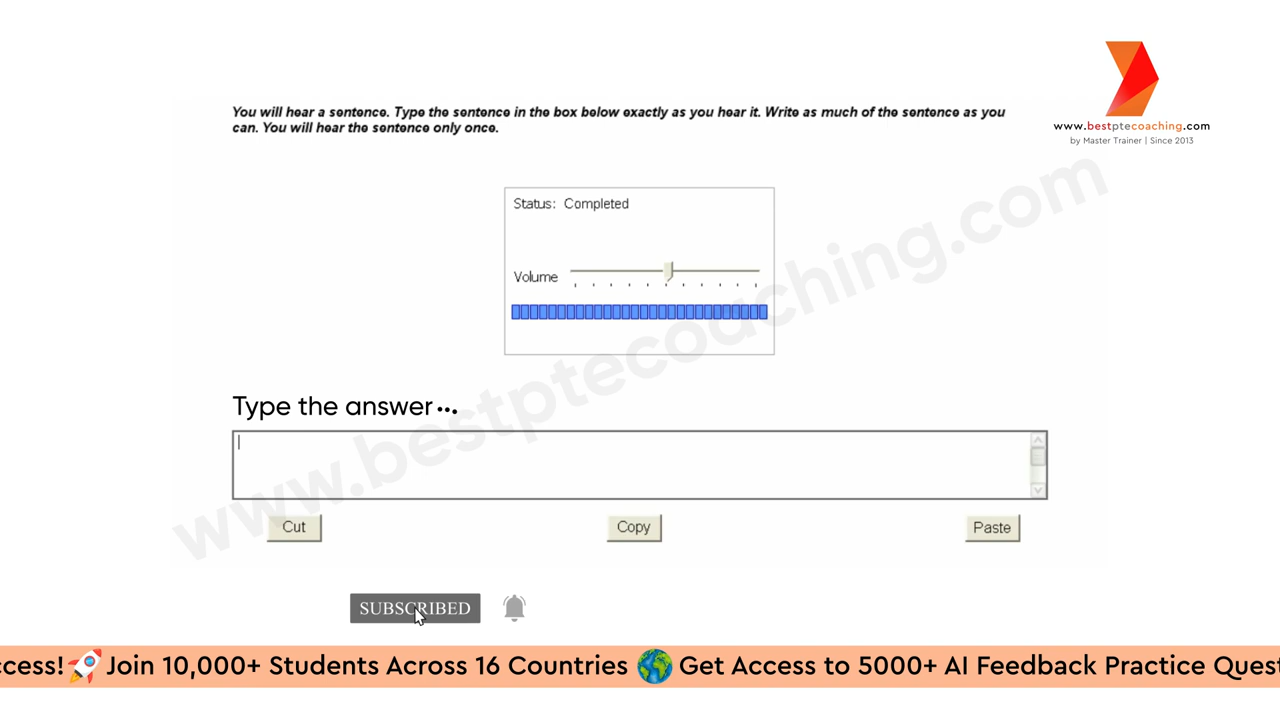 You will hear a sentence. Type the sentence in the box below exactly as you hear it. Write as much of the sentence as you
can. You will hear the sentence only once.
www.bestptecoaching.com
by Master Trainer | Since 2013
Status: Completed
Volume
www.bestptecoaching.com
Type the answer...
Cut
Copy
Paste
SUBSCRIBED
ccess! 🚀 Join 10,000+ Students Across 16 Countries 🌎 Get Access to 5000+ AI Feedback Practice Quest